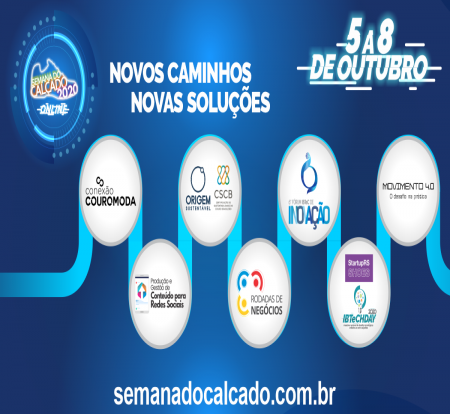 SEMANA DO
CALÇADO
2020
ONLINE
NOVOS CAMINHOS
NOVAS SOLUÇÕES
5 A 8
DE OUTUBRO
conexão
COUROMODA
ORIGEM
SUSTENTÁVEL
CSCB
INOVAÇÃO
MOVIMENTO 4.0
O desafio na prática
Produção e
Gestão de
Conteúdo para
Redes Sociais
RODADAS DE
NEGÓCIOS
StartupRS
SHOES
2020
IBTeCHDAY
semanadocalcado.com.br